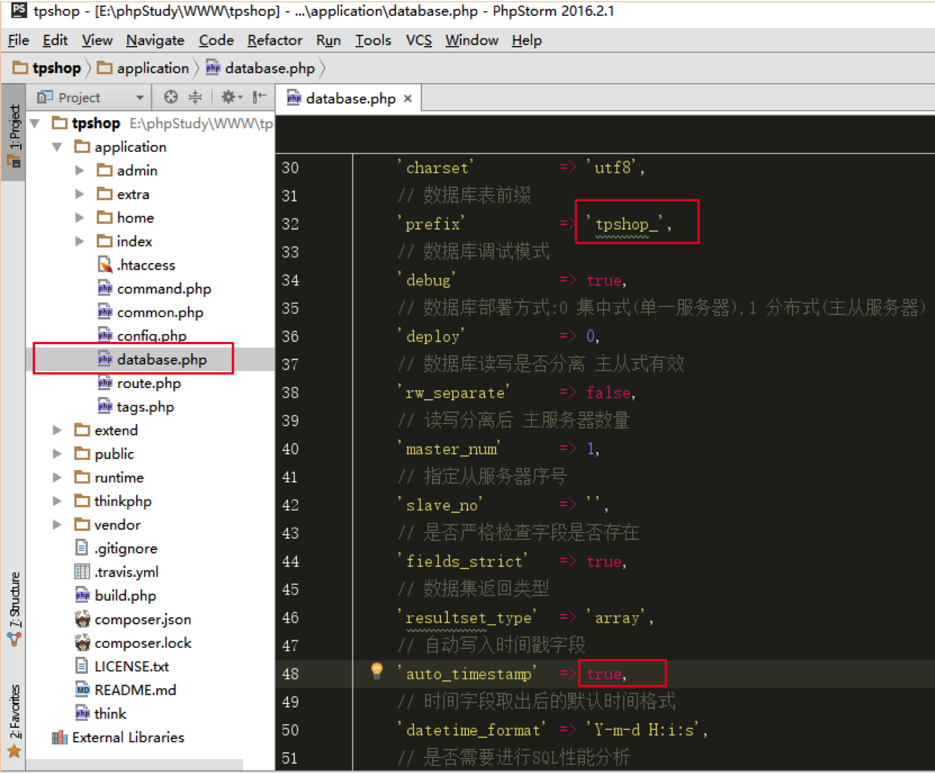 PS tpshop - [E:\phpStudy\WWW\tpshop] - ...\application\database.php - PhpStorm 2016.2.1
File Edit View Navigate Code Refactor Run Tools VCS Window Help
tpshop application database.php
Project
database.php ×
1: Project
7: Structure
2: Favorites
tpshop E:\phpStudy\WWW\tp
application
admin
extra
home
index
.htaccess
command.php
common.php
config.php
database.php
route.php
tags.php
extend
public
runtime
thinkphp
vendor
.gitignore
.travis.yml
build.php
composer.json
composer.lock
LICENSE.txt
README.md
think
External Libraries
30 'charset' => 'utf8',
31 // 数据库表前缀
32 'prefix' => 'tpshop_',
33 // 数据库调试模式
34 'debug' => true,
35 // 数据库部署方式:0 集中式(单一服务器),1 分布式(主从服务器)
36 'deploy' => 0,
37 // 数据库读写是否分离 主从式有效
38 'rw_separate' => false,
39 // 读写分离后 主服务器数量
40 'master_num' => 1,
41 // 指定从服务器序号
42 'slave_no' => '',
43 // 是否严格检查字段是否存在
44 'fields_strict' => true,
45 // 数据集返回类型
46 'resultset_type' => 'array',
47 // 自动写入时间戳字段
48 'auto_timestamp' => true,
49 // 时间字段取出后的默认时间格式
50 'datetime_format' => 'Y-m-d H:i:s',
51 // 是否需要进行SQL性能分析